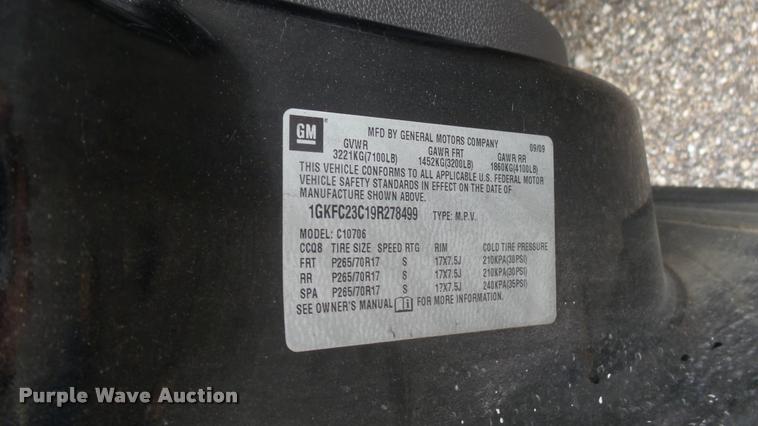 GM
MFD BY GENERAL MOTORS COMPANY 09/09
GVWR GAWR FRT GAWR RR
3221KG(7100LB) 1452KG(3200LB) 1860KG(4100LB)
THIS VEHICLE CONFORMS TO ALL APPLICABLE U.S. FEDERAL MOTOR
VEHICLE SAFETY STANDARDS IN EFFECT ON THE DATE OF
MANUFACTURE SHOWN ABOVE.
1GKFC23C19R278499 TYPE: M.P.V.
MODEL: C10706
CCQ8 TIRE SIZE SPEED RTG RIM COLD TIRE PRESSURE
FRT P265/70R17 S 17X7.5J 210KPA(30PSI)
RR P265/70R17 S 17X7.5J 210KPA(30PSI)
SPA P265/70R17 S 17X7.5J 240KPA(35PSI)
SEE OWNER'S MANUAL FOR MORE INFORMATION.
Purple Wave Auction